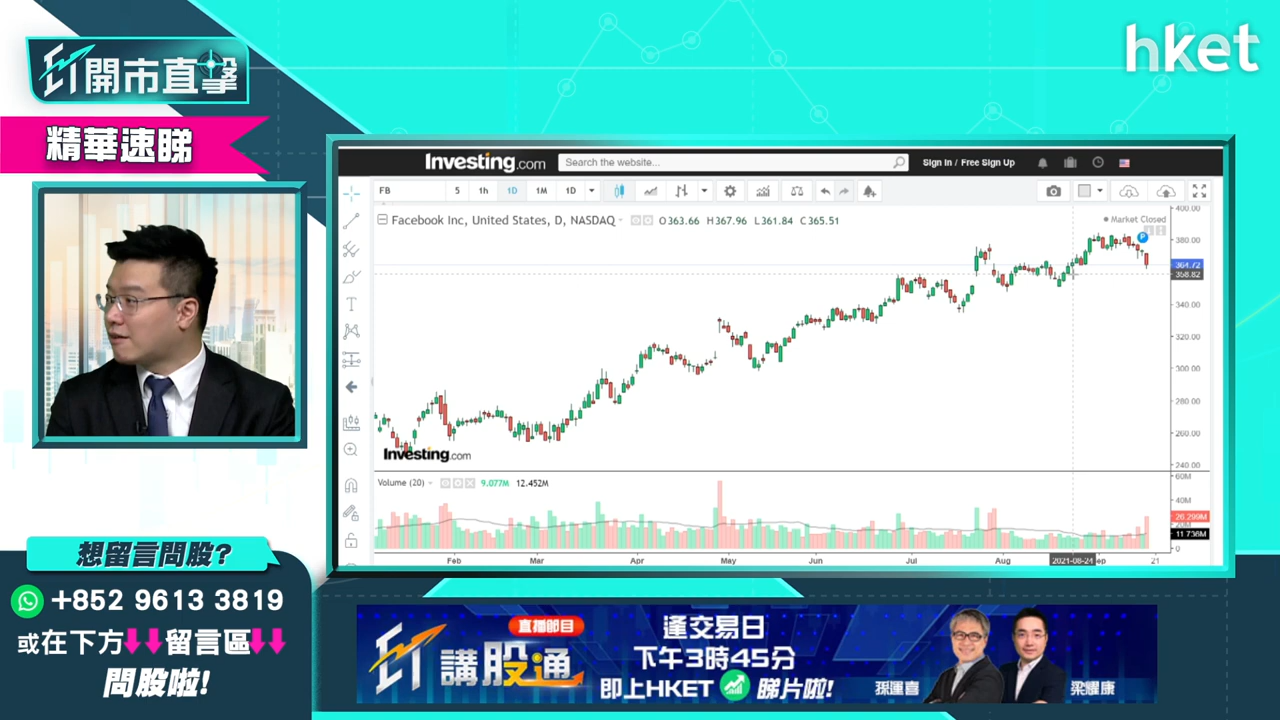 ET開市直擊
hket
精華速睇
Investing.com
Search the website...
Sign In / Free Sign Up
FB
5
1h
1D
1M
1D
Facebook Inc, United States, D, NASDAQ
O363.66 H367.96 L361.84 C365.51
Market Closed
400.00
380.00
364.72
358.82
340.00
320.00
300.00
280.00
260.00
240.00
Investing.com
Volume (20)
9.077M
12.452M
60M
40M
26.299M
20M
11.736M
0
Feb
Mar
Apr
May
Jun
Jul
Aug
2021-08-24
ep
21
想留言問股?
+852 9613 3819
或在下方留言區
問股啦!
ET講股通
直播節目
逢交易日
下午3時45分
即上HKET睇片啦!
孫運喜
梁耀康